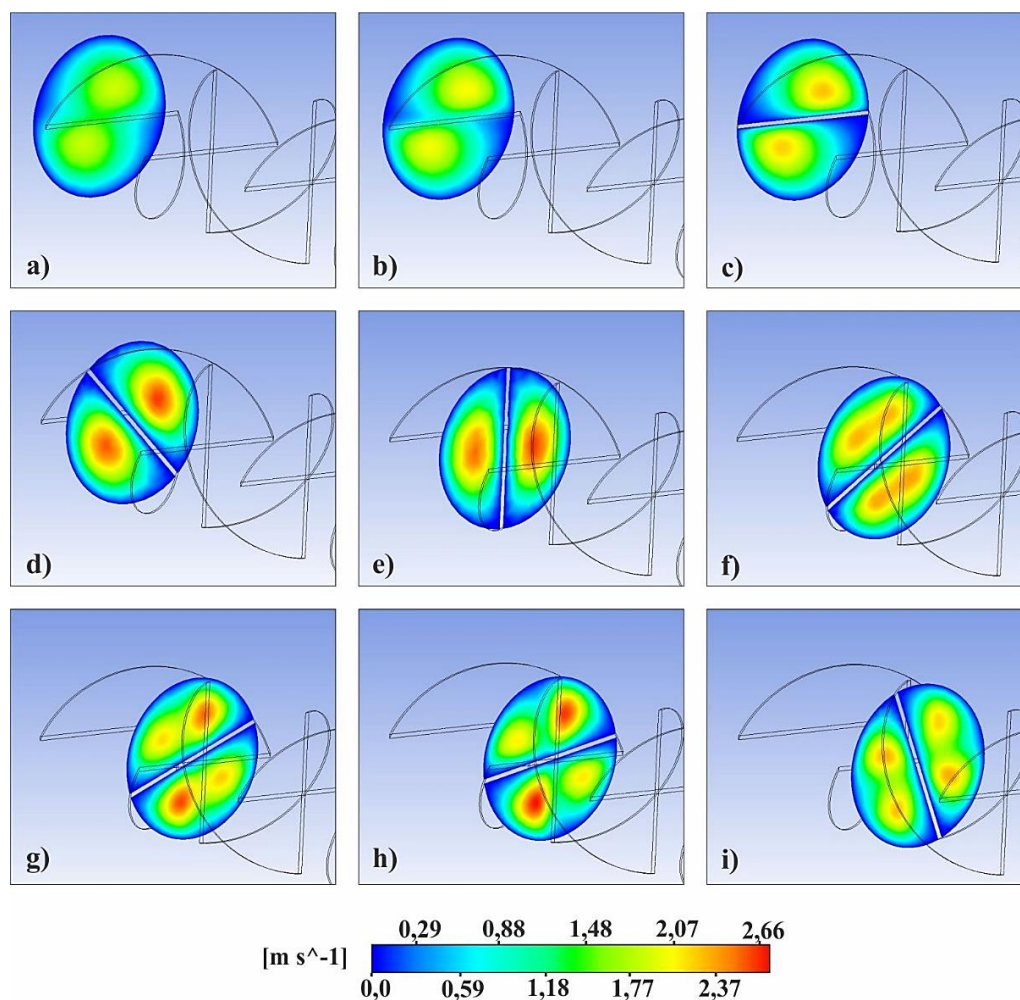 a)
b)
c)
d)
e)
f)
g)
h)
i)
0,29 0,88 1,48 2,07 2,66
[m s^-1]
0,0 0,59 1,18 1,77 2,37